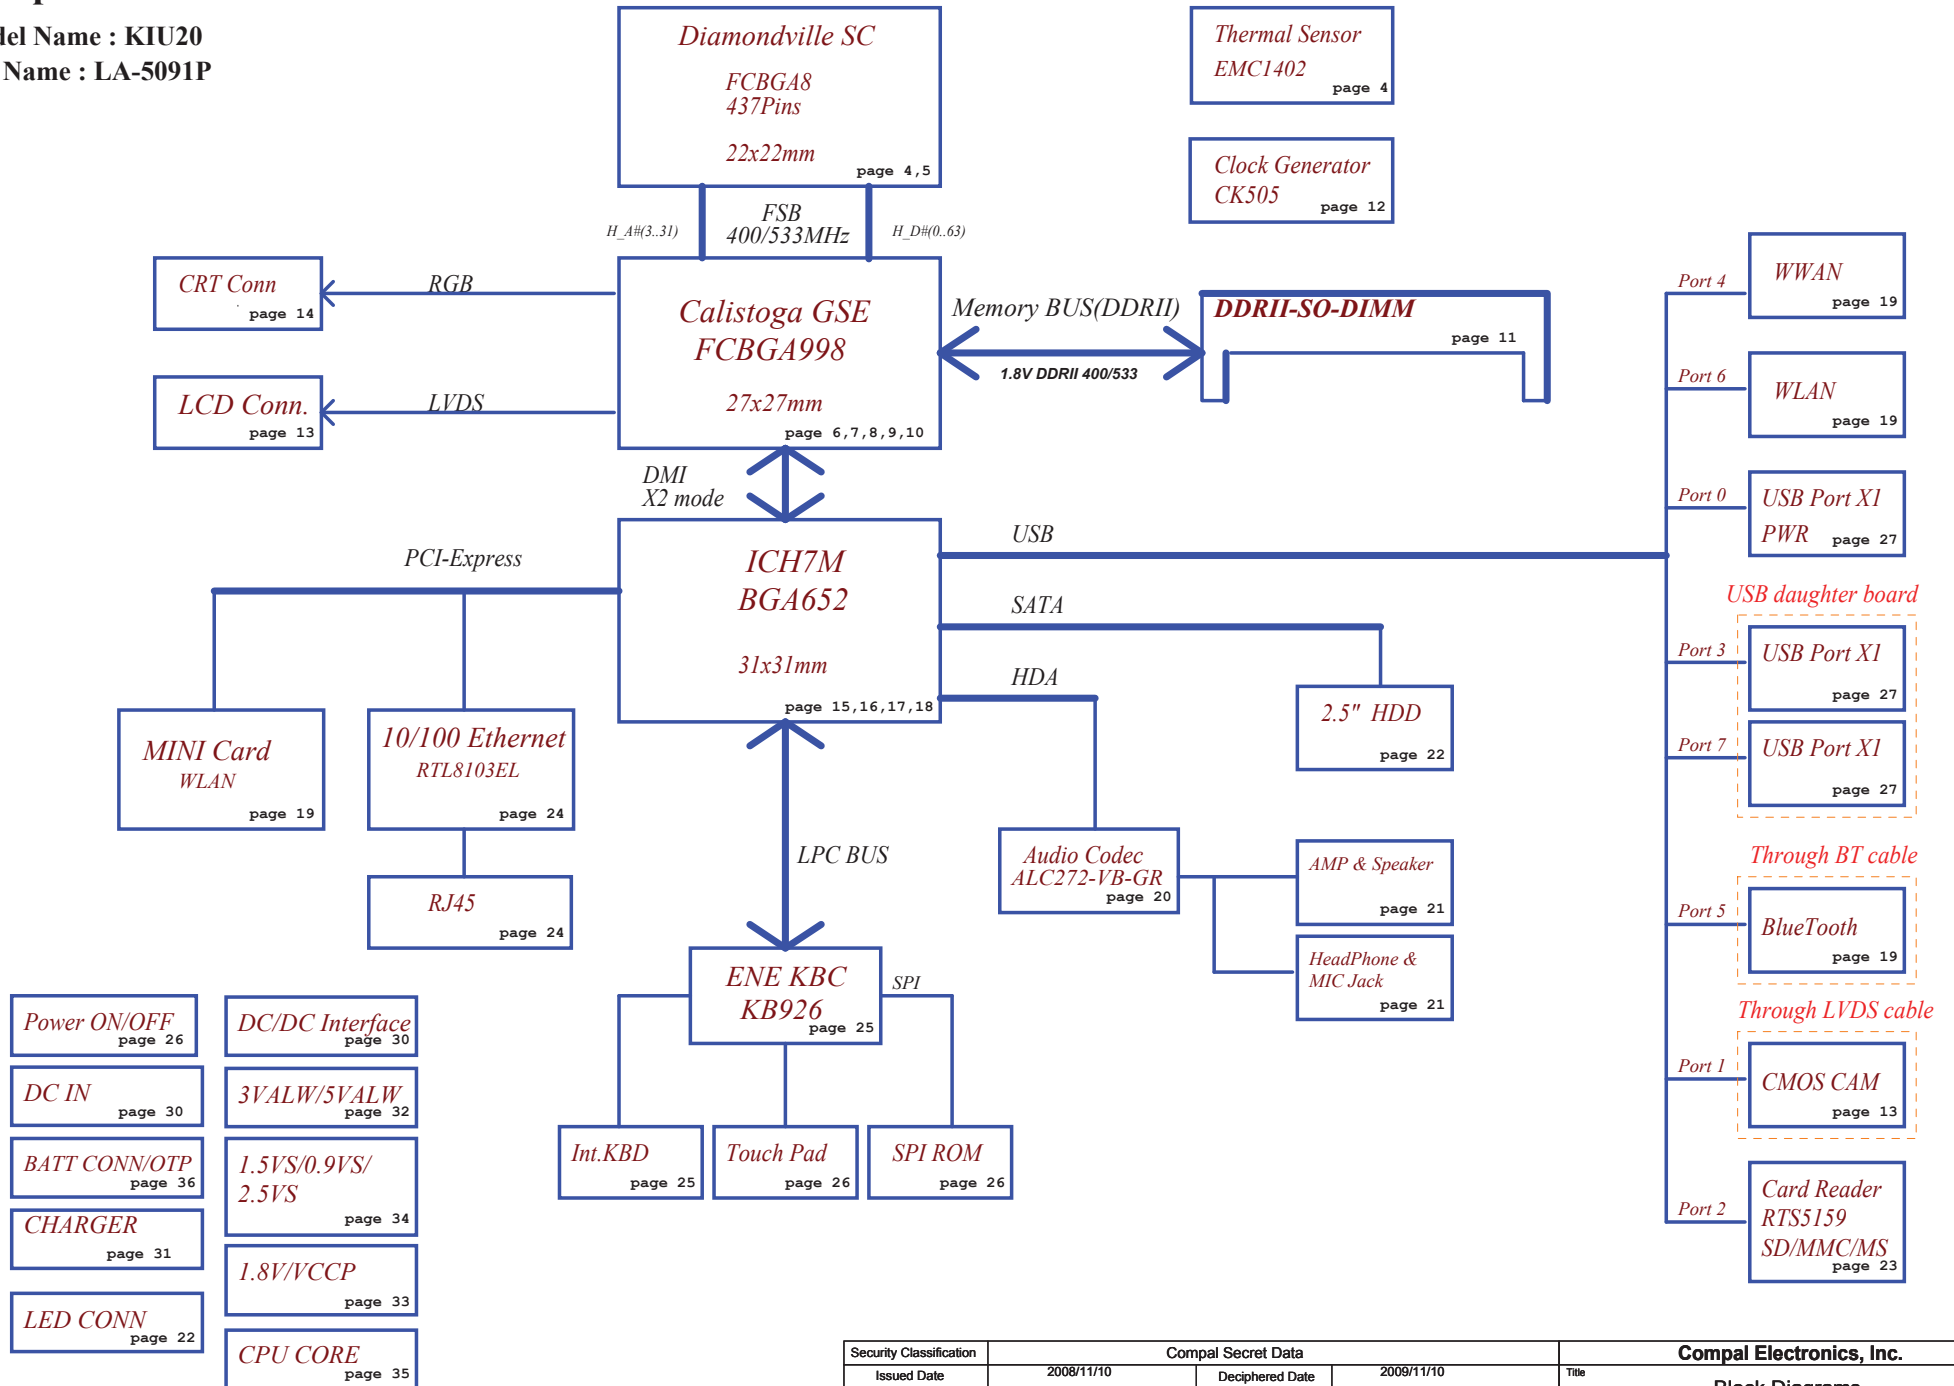 Model Name : KIU20
Name : LA-5091P
Diamondville SC
FCBGA8
437Pins
22x22mm
page 4,5
Thermal Sensor
EMC1402
page 4
Clock Generator
CK505
page 12
H_A#(3..31)
FSB
400/533MHz
H_D#(0..63)
CRT Conn
page 14
RGB
LCD Conn.
page 13
LVDS
Calistoga GSE
FCBGA998
27x27mm
page 6,7,8,9,10
Memory BUS(DDRII)
1.8V DDRII 400/533
DDRII-SO-DIMM
page 11
DMI
X2 mode
PCI-Express
ICH7M
BGA652
31x31mm
page 15,16,17,18
USB
SATA
HDA
2.5" HDD
page 22
MINI Card
WLAN
page 19
10/100 Ethernet
RTL8103EL
page 24
RJ45
page 24
LPC BUS
Audio Codec
ALC272-VB-GR
page 20
AMP & Speaker
page 21
HeadPhone &
MIC Jack
page 21
ENE KBC
KB926
page 25
SPI
Int.KBD
page 25
Touch Pad
page 26
SPI ROM
page 26
Port 4
WWAN
page 19
Port 6
WLAN
page 19
Port 0
USB Port X1
PWR
page 27
USB daughter board
Port 3
USB Port X1
page 27
Port 7
USB Port X1
page 27
Through BT cable
Port 5
BlueTooth
page 19
Through LVDS cable
Port 1
CMOS CAM
page 13
Port 2
Card Reader
RTS5159
SD/MMC/MS
page 23
Power ON/OFF
page 26
DC IN
page 30
BATT CONN/OTP
page 36
CHARGER
page 31
LED CONN
page 22
DC/DC Interface
page 30
3VALW/5VALW
page 32
1.5VS/0.9VS/
2.5VS
page 34
1.8V/VCCP
page 33
CPU CORE
page 35
Security Classification
Compal Secret Data
Compal Electronics, Inc.
Issued Date
2008/11/10
Deciphered Date
2009/11/10
Title
Block Diagrams